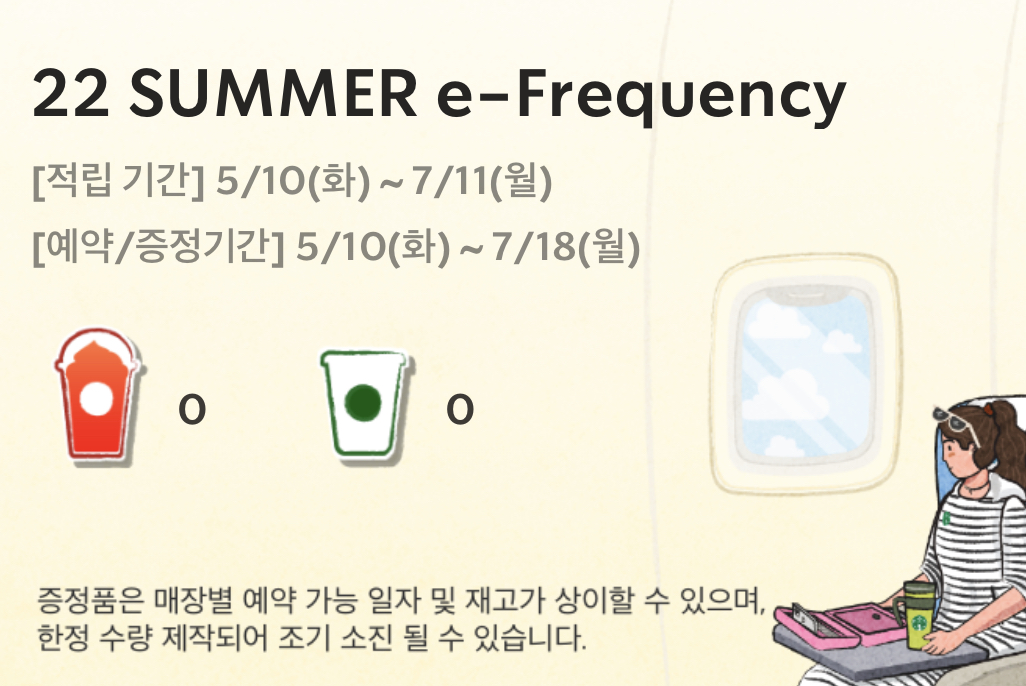 22 SUMMER e-Frequency
[적립 기간] 5/10(화) ~ 7/11(월)
[예약/증정기간] 5/10(화) ~ 7/18(월)
0 0
증정품은 매장별 예약 가능 일자 및 재고가 상이할 수 있으며,
한정 수량 제작되어 조기 소진 될 수 있습니다.